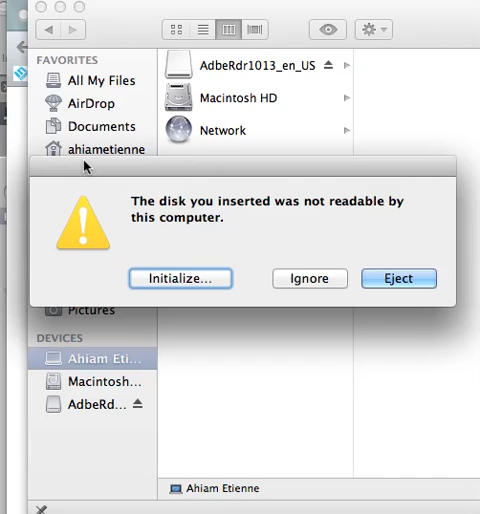 FAVORITES
All My Files
AirDrop
Documents
ahiametienne
AdbeRdr1013_en_US
Macintosh HD
Network
The disk you inserted was not readable by
this computer.
Initialize...
Ignore
Eject
Pictures
DEVICES
Ahiam Eti...
Macintosh...
AdbeRd...
Ahiam Etienne